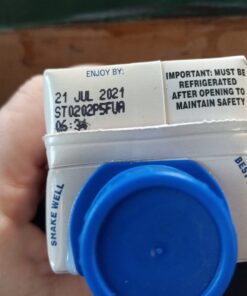 ENJOY BY:
21 JUL 2021
ST0202P5FUA
06:34
IMPORTANT: MUST BE
REFRIGERATED
AFTER OPENING TO
MAINTAIN SAFETY
SHAKE WELL
BEST